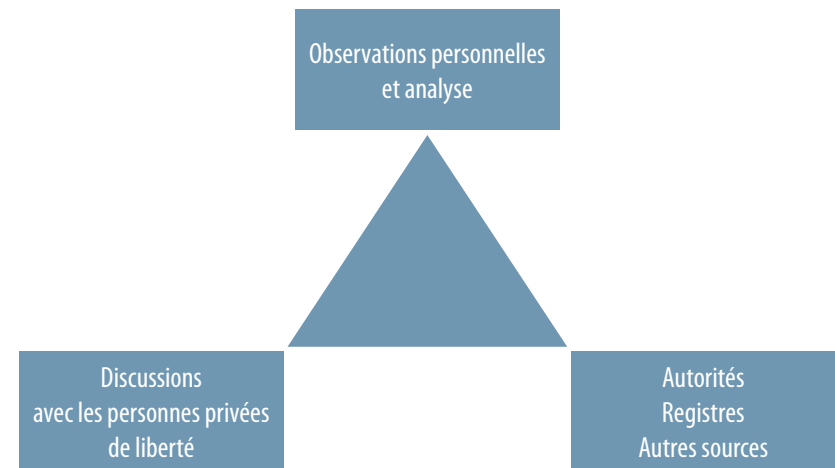 Observations personnelles
et analyse
Discussions
avec les personnes privées
de liberté
Autorités
Registres
Autres sources